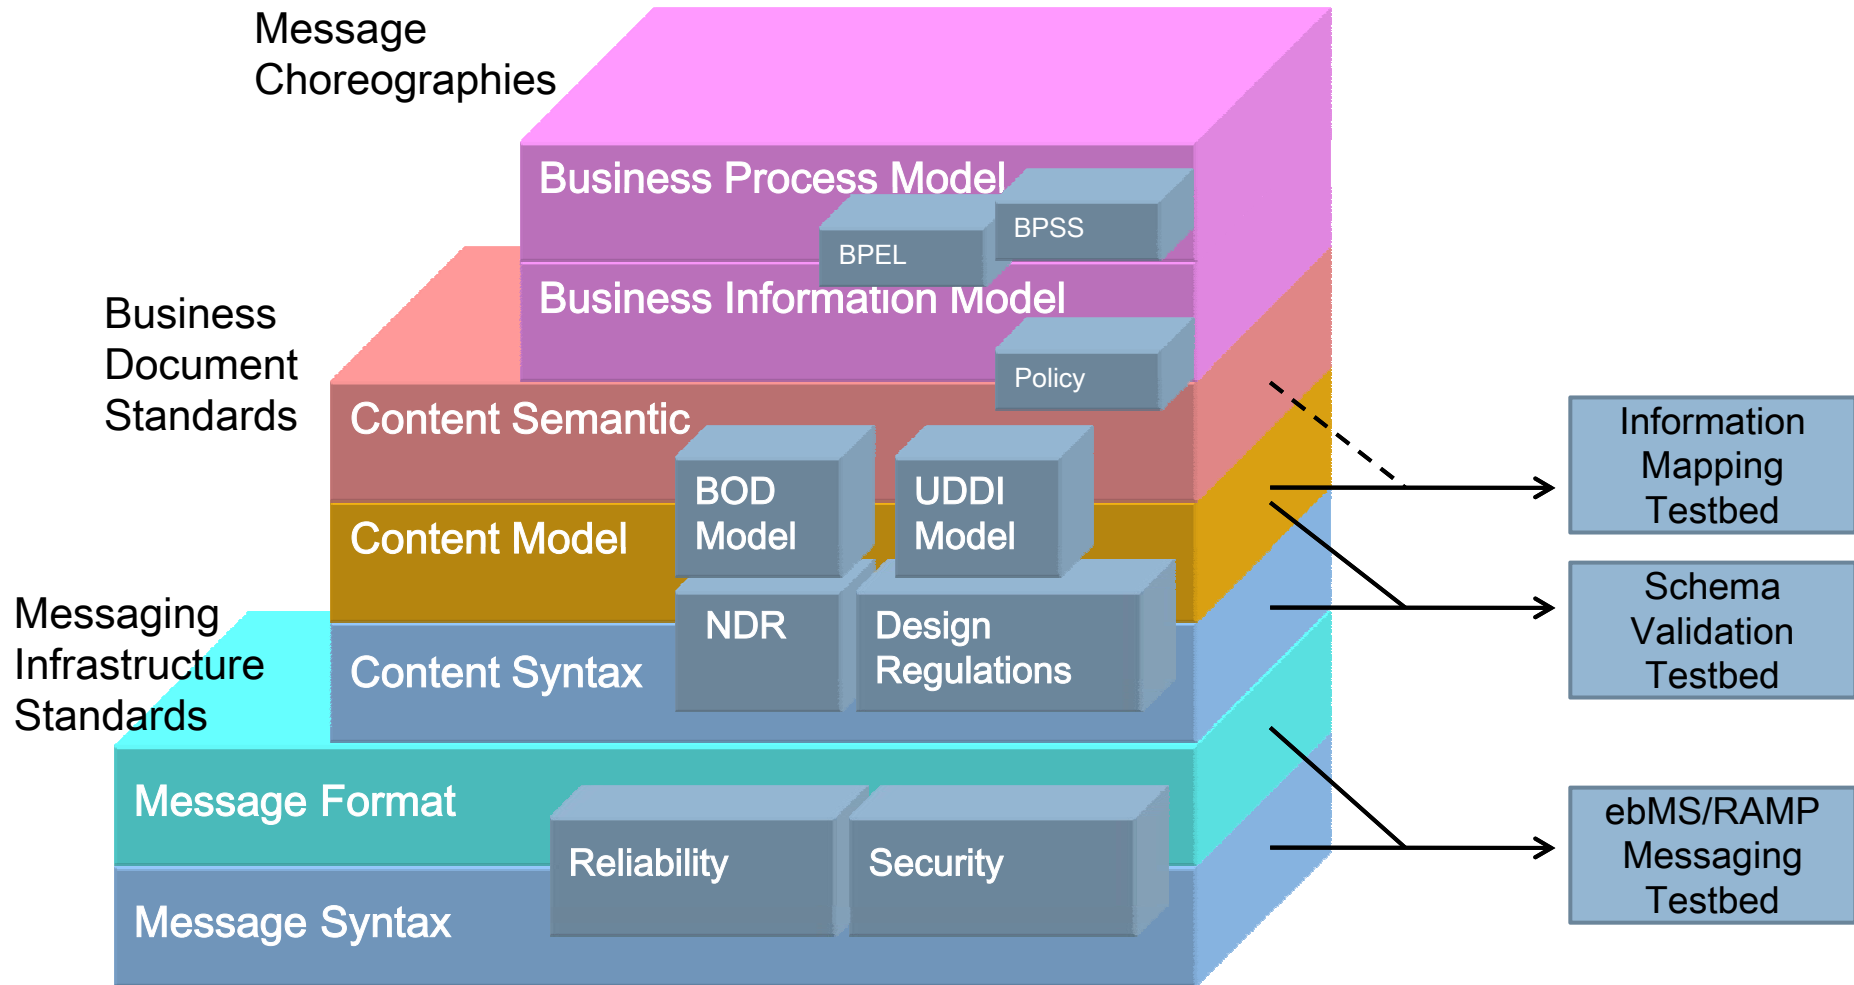 Message
Choreographies
Business Process Model
BPSS
BPEL
Business Information Model
Business
Document
Standards
Policy
Content Semantic
BOD
Model
UDDI
Model
Content Model
Information
Mapping
Testbed
Messaging
Infrastructure
Standards
NDR
Design
Regulations
Content Syntax
Schema
Validation
Testbed
Message Format
Reliability
Security
Message Syntax
ebMS/RAMP
Messaging
Testbed